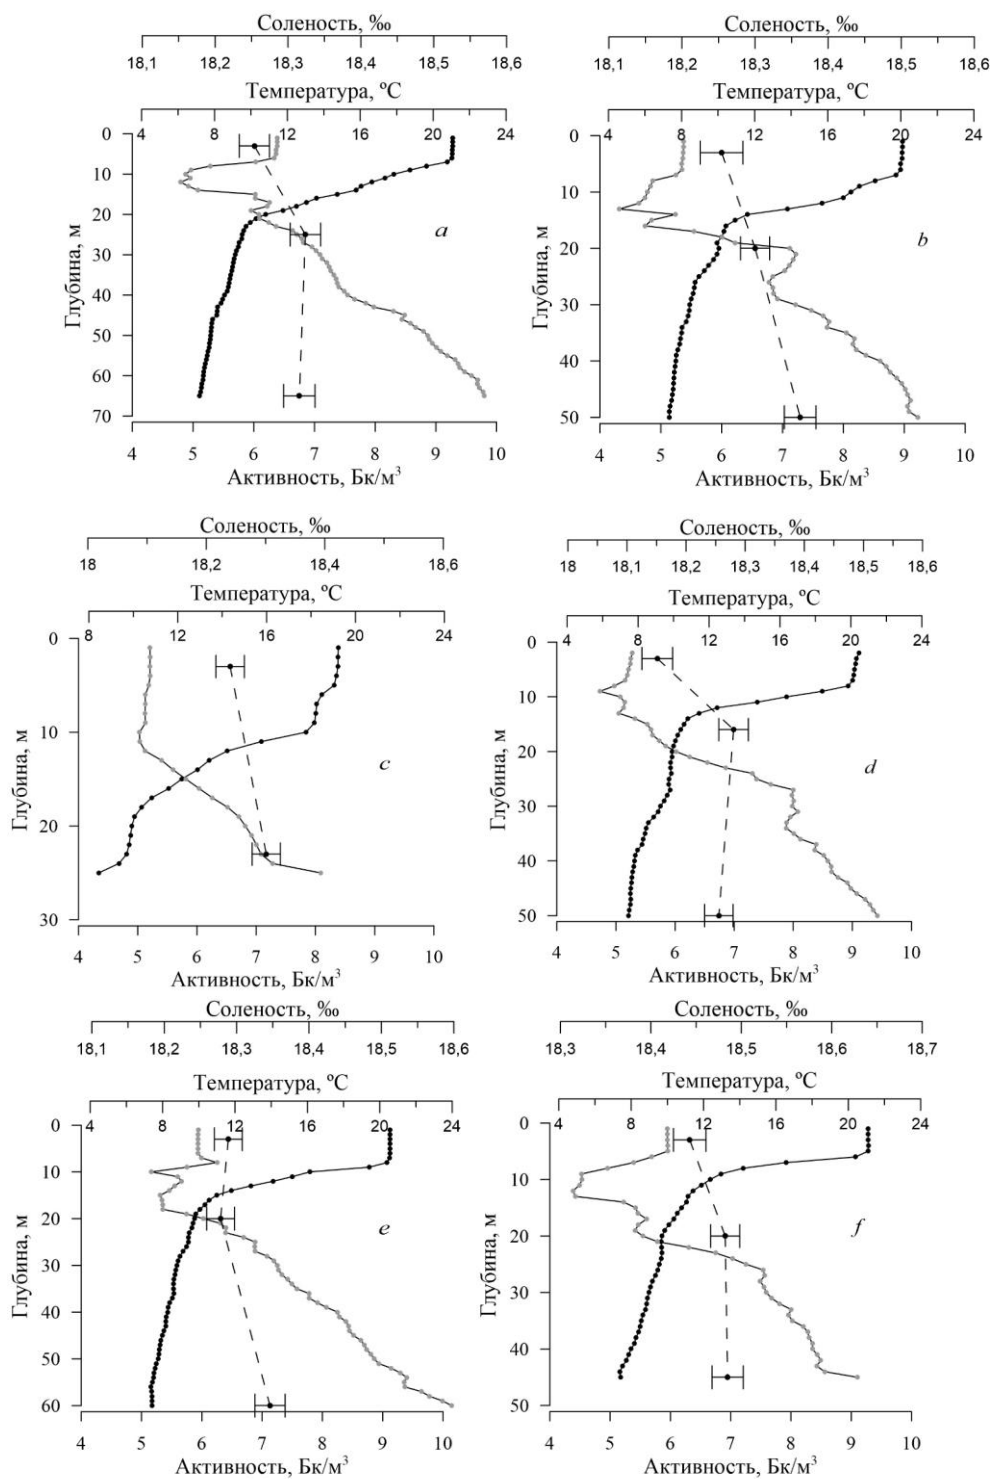 Соленость, ‰
18,1 18,2 18,3 18,4 18,5 18,6
Температура, ºС
4 8 12 16 20 24
0
10
20
30
40
50
60
70
Глубина, м
a
4 5 6 7 8 9 10
Активность, Бк/м³
Соленость, ‰
18,1 18,2 18,3 18,4 18,5 18,6
Температура, ºС
4 8 12 16 20 24
0
10
20
30
40
50
Глубина, м
b
4 5 6 7 8 9 10
Активность, Бк/м³
Соленость, ‰
18 18,2 18,4 18,6
Температура, ºС
8 12 16 20 24
0
10
20
30
Глубина, м
c
4 5 6 7 8 9 10
Активность, Бк/м³
Соленость, ‰
18 18,1 18,2 18,3 18,4 18,5 18,6
Температура, ºС
4 8 12 16 20 24
0
10
20
30
40
50
Глубина, м
d
4 5 6 7 8 9 10
Активность, Бк/м³
Соленость, ‰
18,1 18,2 18,3 18,4 18,5 18,6
Температура, ºС
4 8 12 16 20 24
0
10
20
30
40
50
60
Глубина, м
e
4 5 6 7 8 9 10
Активность, Бк/м³
Соленость, ‰
18,3 18,4 18,5 18,6 18,7
Температура, ºС
4 8 12 16 20 24
0
10
20
30
40
50
Глубина, м
f
4 5 6 7 8 9 10
Активность, Бк/м³